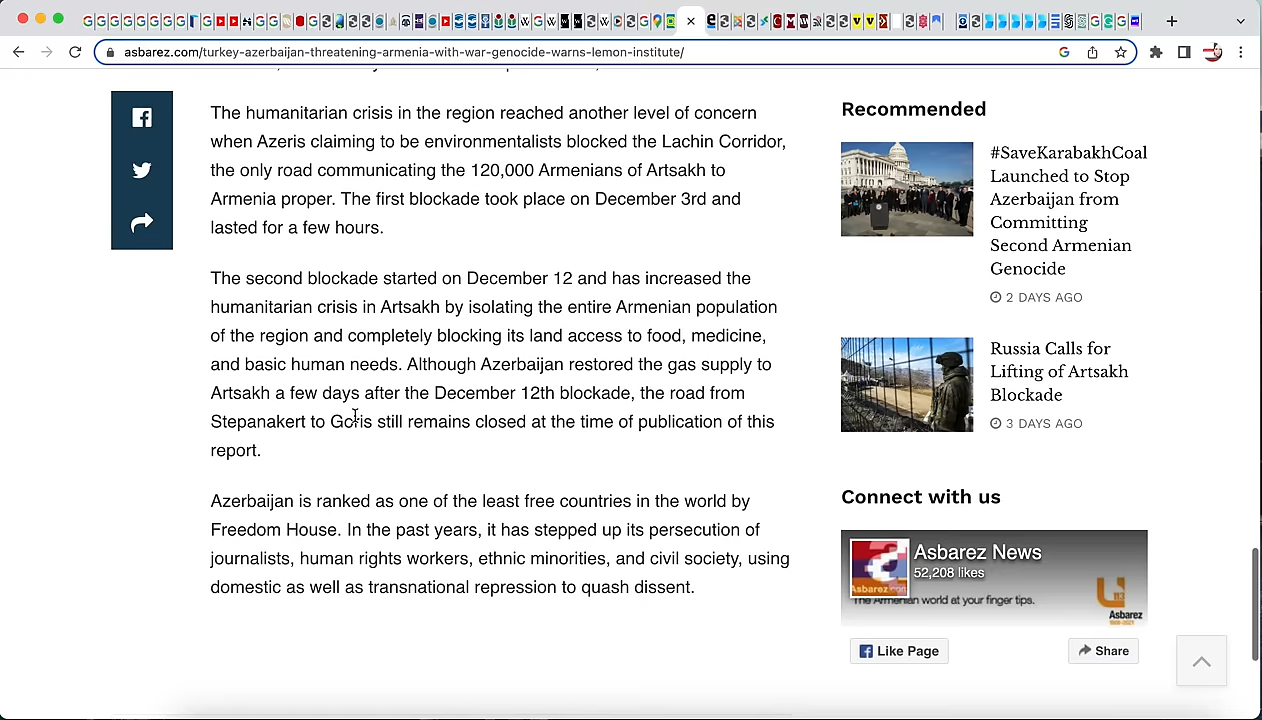 asbarez.com/turkey-azerbaijan-threatening-armenia-with-war-genocide-warns-lemon-institute/
The humanitarian crisis in the region reached another level of concern
when Azeris claiming to be environmentalists blocked the Lachin Corridor,
the only road communicating the 120,000 Armenians of Artsakh to
Armenia proper. The first blockade took place on December 3rd and
lasted for a few hours.
The second blockade started on December 12 and has increased the
humanitarian crisis in Artsakh by isolating the entire Armenian population
of the region and completely blocking its land access to food, medicine,
and basic human needs. Although Azerbaijan restored the gas supply to
Artsakh a few days after the December 12th blockade, the road from
Stepanakert to Goris still remains closed at the time of publication of this
report.
Azerbaijan is ranked as one of the least free countries in the world by
Freedom House. In the past years, it has stepped up its persecution of
journalists, human rights workers, ethnic minorities, and civil society, using
domestic as well as transnational repression to quash dissent.
Recommended
#SaveKarabakhCoal
Launched to Stop
Azerbaijan from
Committing
Second Armenian
Genocide
2 DAYS AGO
Russia Calls for
Lifting of Artsakh
Blockade
3 DAYS AGO
Connect with us
Asbarez News
52,208 likes
Asbarez.com
The Armenian world at your finger tips.
Asbarez
Like Page
Share